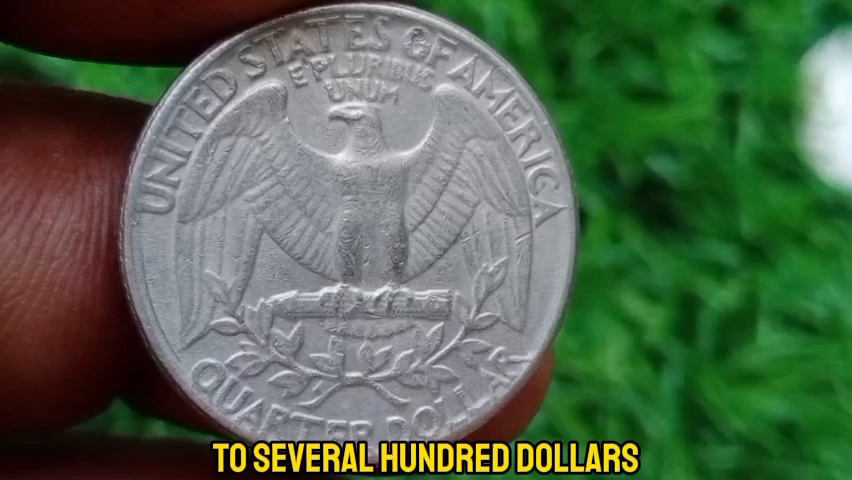 UNITED STATES OF AMERICA
E PLURIBUS
UNUM
QUARTER DOLLAR
TO SEVERAL HUNDRED DOLLARS